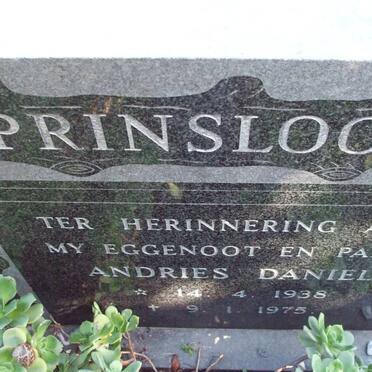 PRINSLOO
TER HERINNERING A
MY EGGENOOT EN PA
ANDRIES DANIEL
* 14. 4. 1938
+ 9. 1. 1975